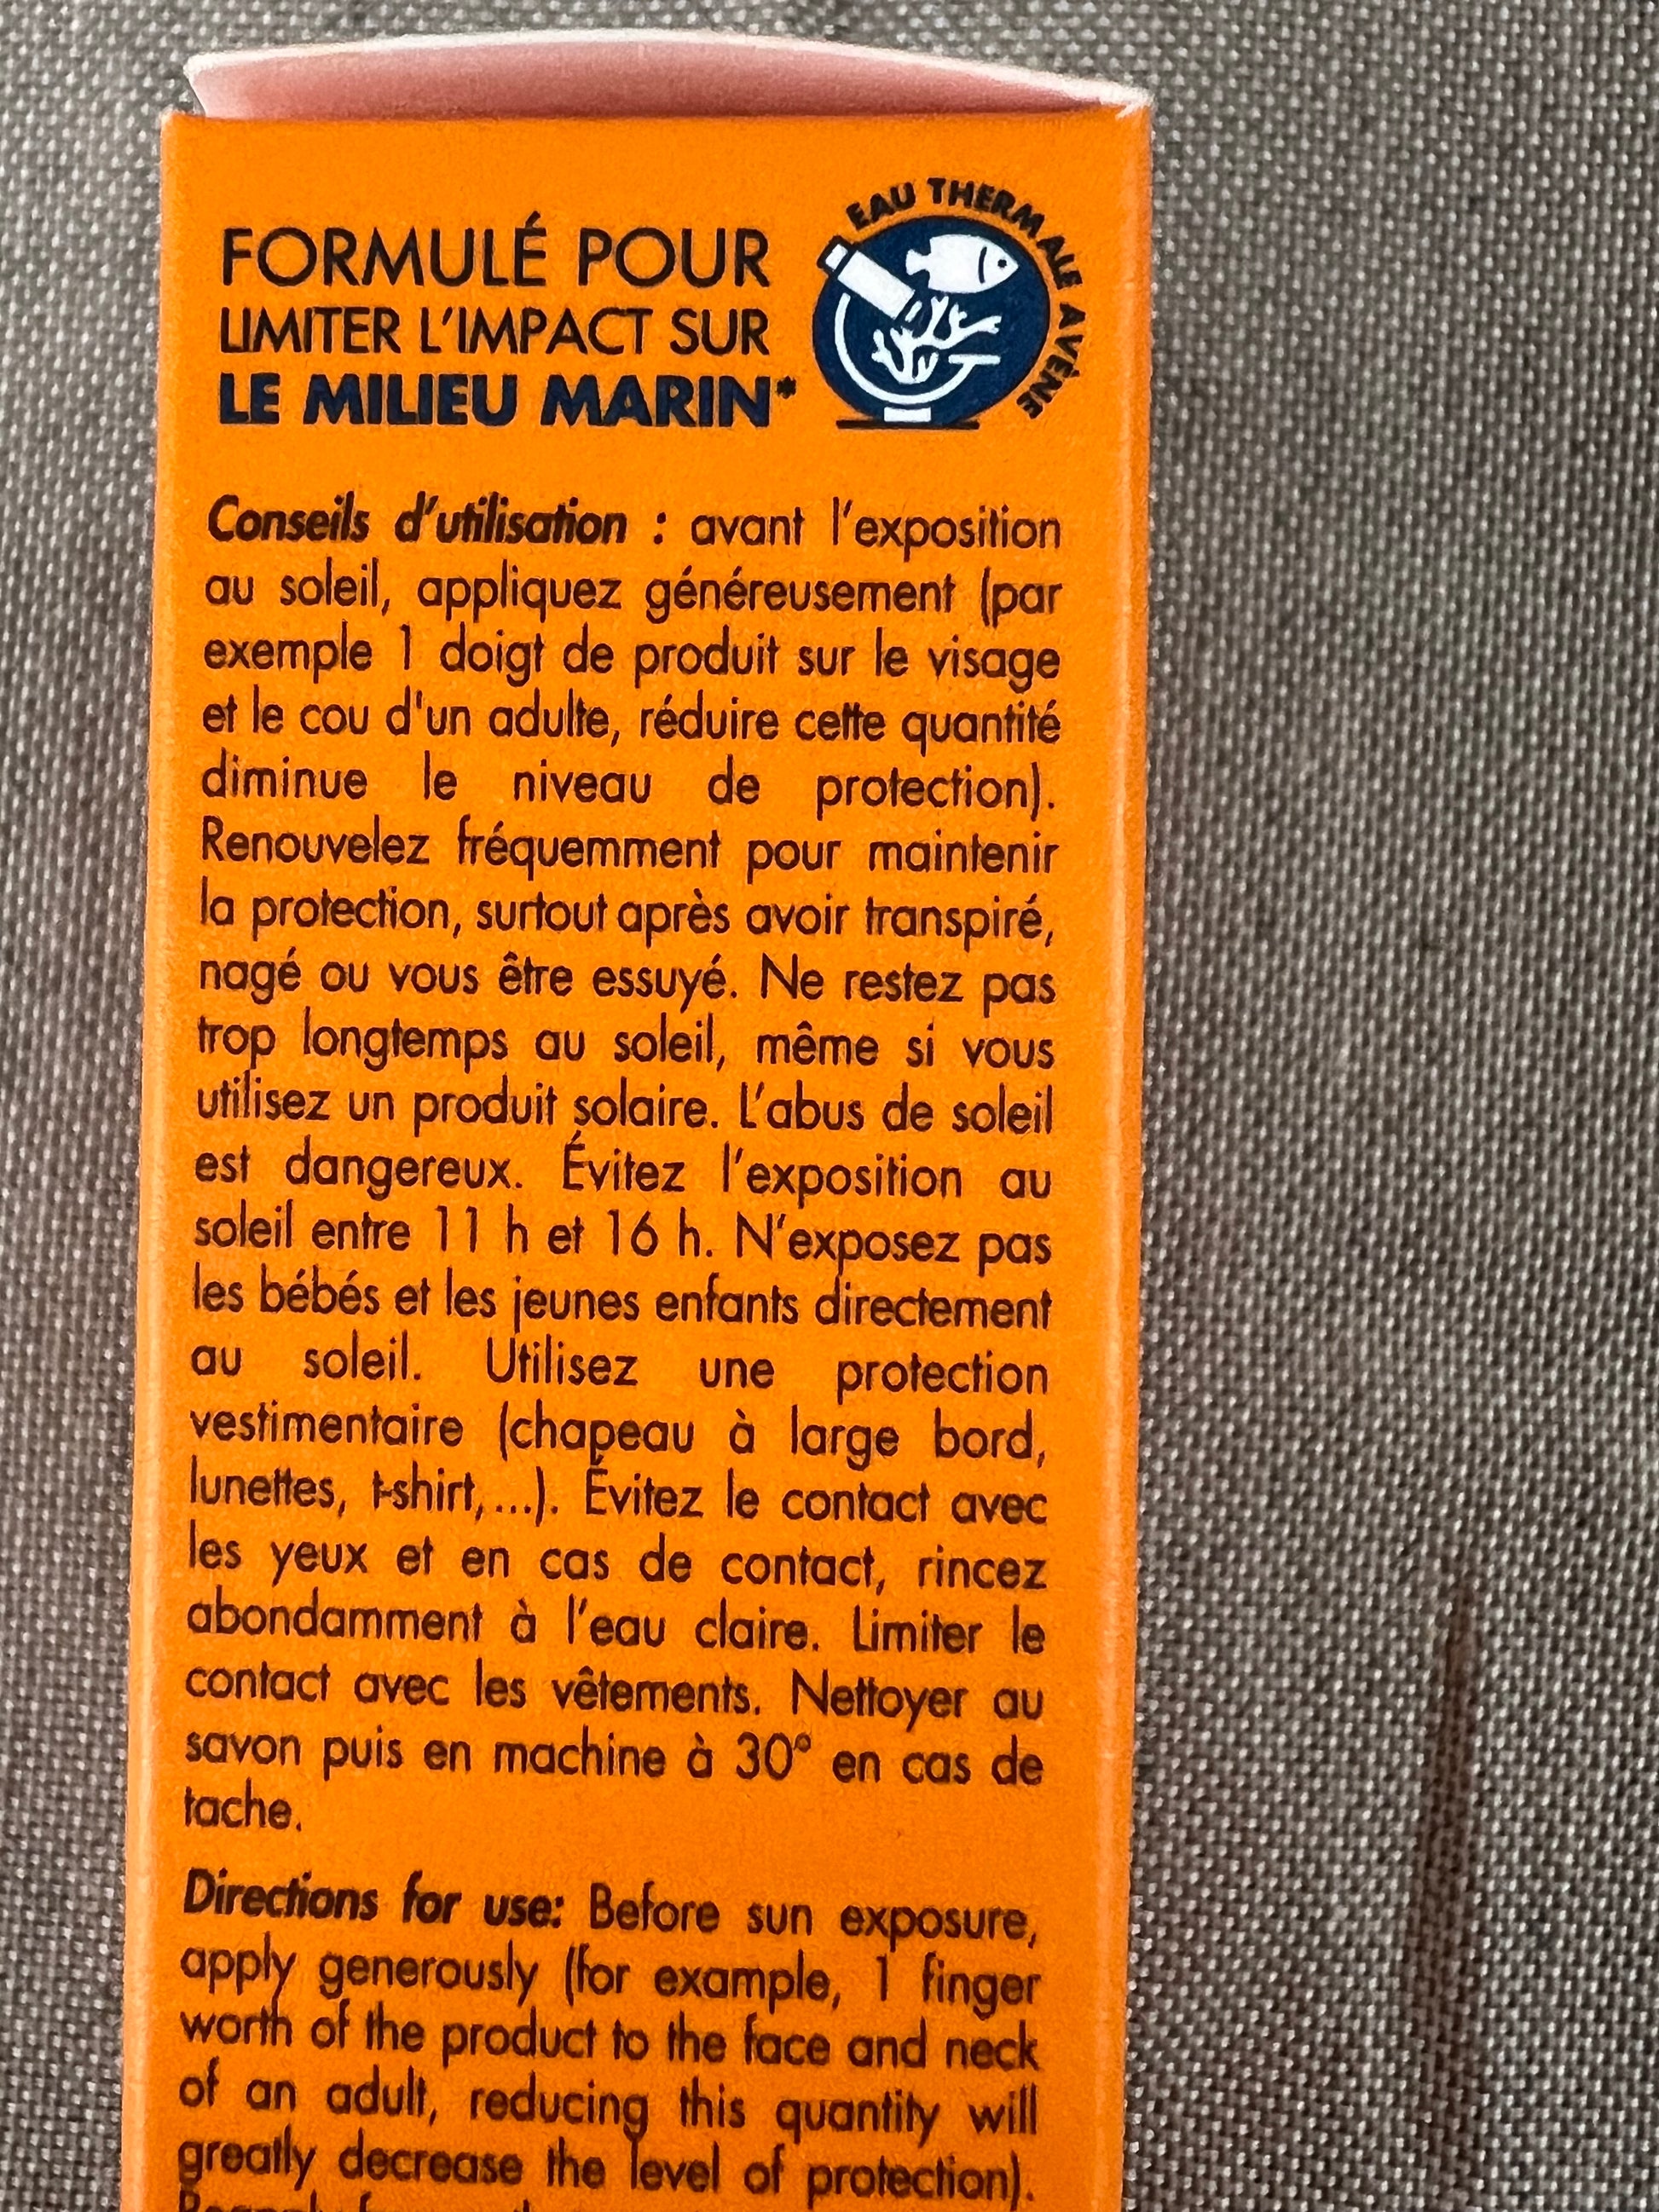 FORMULÉ POUR
LIMITER L'IMPACT SUR
LE MILIEU MARIN*
EAU THERMALE AVÈNE
Conseils d'utilisation : avant l'exposition
au soleil, appliquez généreusement (par
exemple 1 doigt de produit sur le visage
et le cou d'un adulte, réduire cette quantité
diminue le niveau de protection).
Renouvelez fréquemment pour maintenir
la protection, surtout après avoir transpiré,
nagé ou vous être essuyé. Ne restez pas
trop longtemps au soleil, même si vous
utilisez un produit solaire. L'abus de soleil
est dangereux. Évitez l'exposition au
soleil entre 11 h et 16 h. N'exposez pas
les bébés et les jeunes enfants directement
au soleil. Utilisez une protection
vestimentaire (chapeau à large bord,
lunettes, t-shirt,...). Évitez le contact avec
les yeux et en cas de contact, rincez
abondamment à l'eau claire. Limiter le
contact avec les vêtements. Nettoyer au
savon puis en machine à 30° en cas de
tache.
Directions for use: Before sun exposure,
apply generously (for example, 1 finger
worth of the product to the face and neck
of an adult, reducing this quantity will
greatly decrease the level of protection).